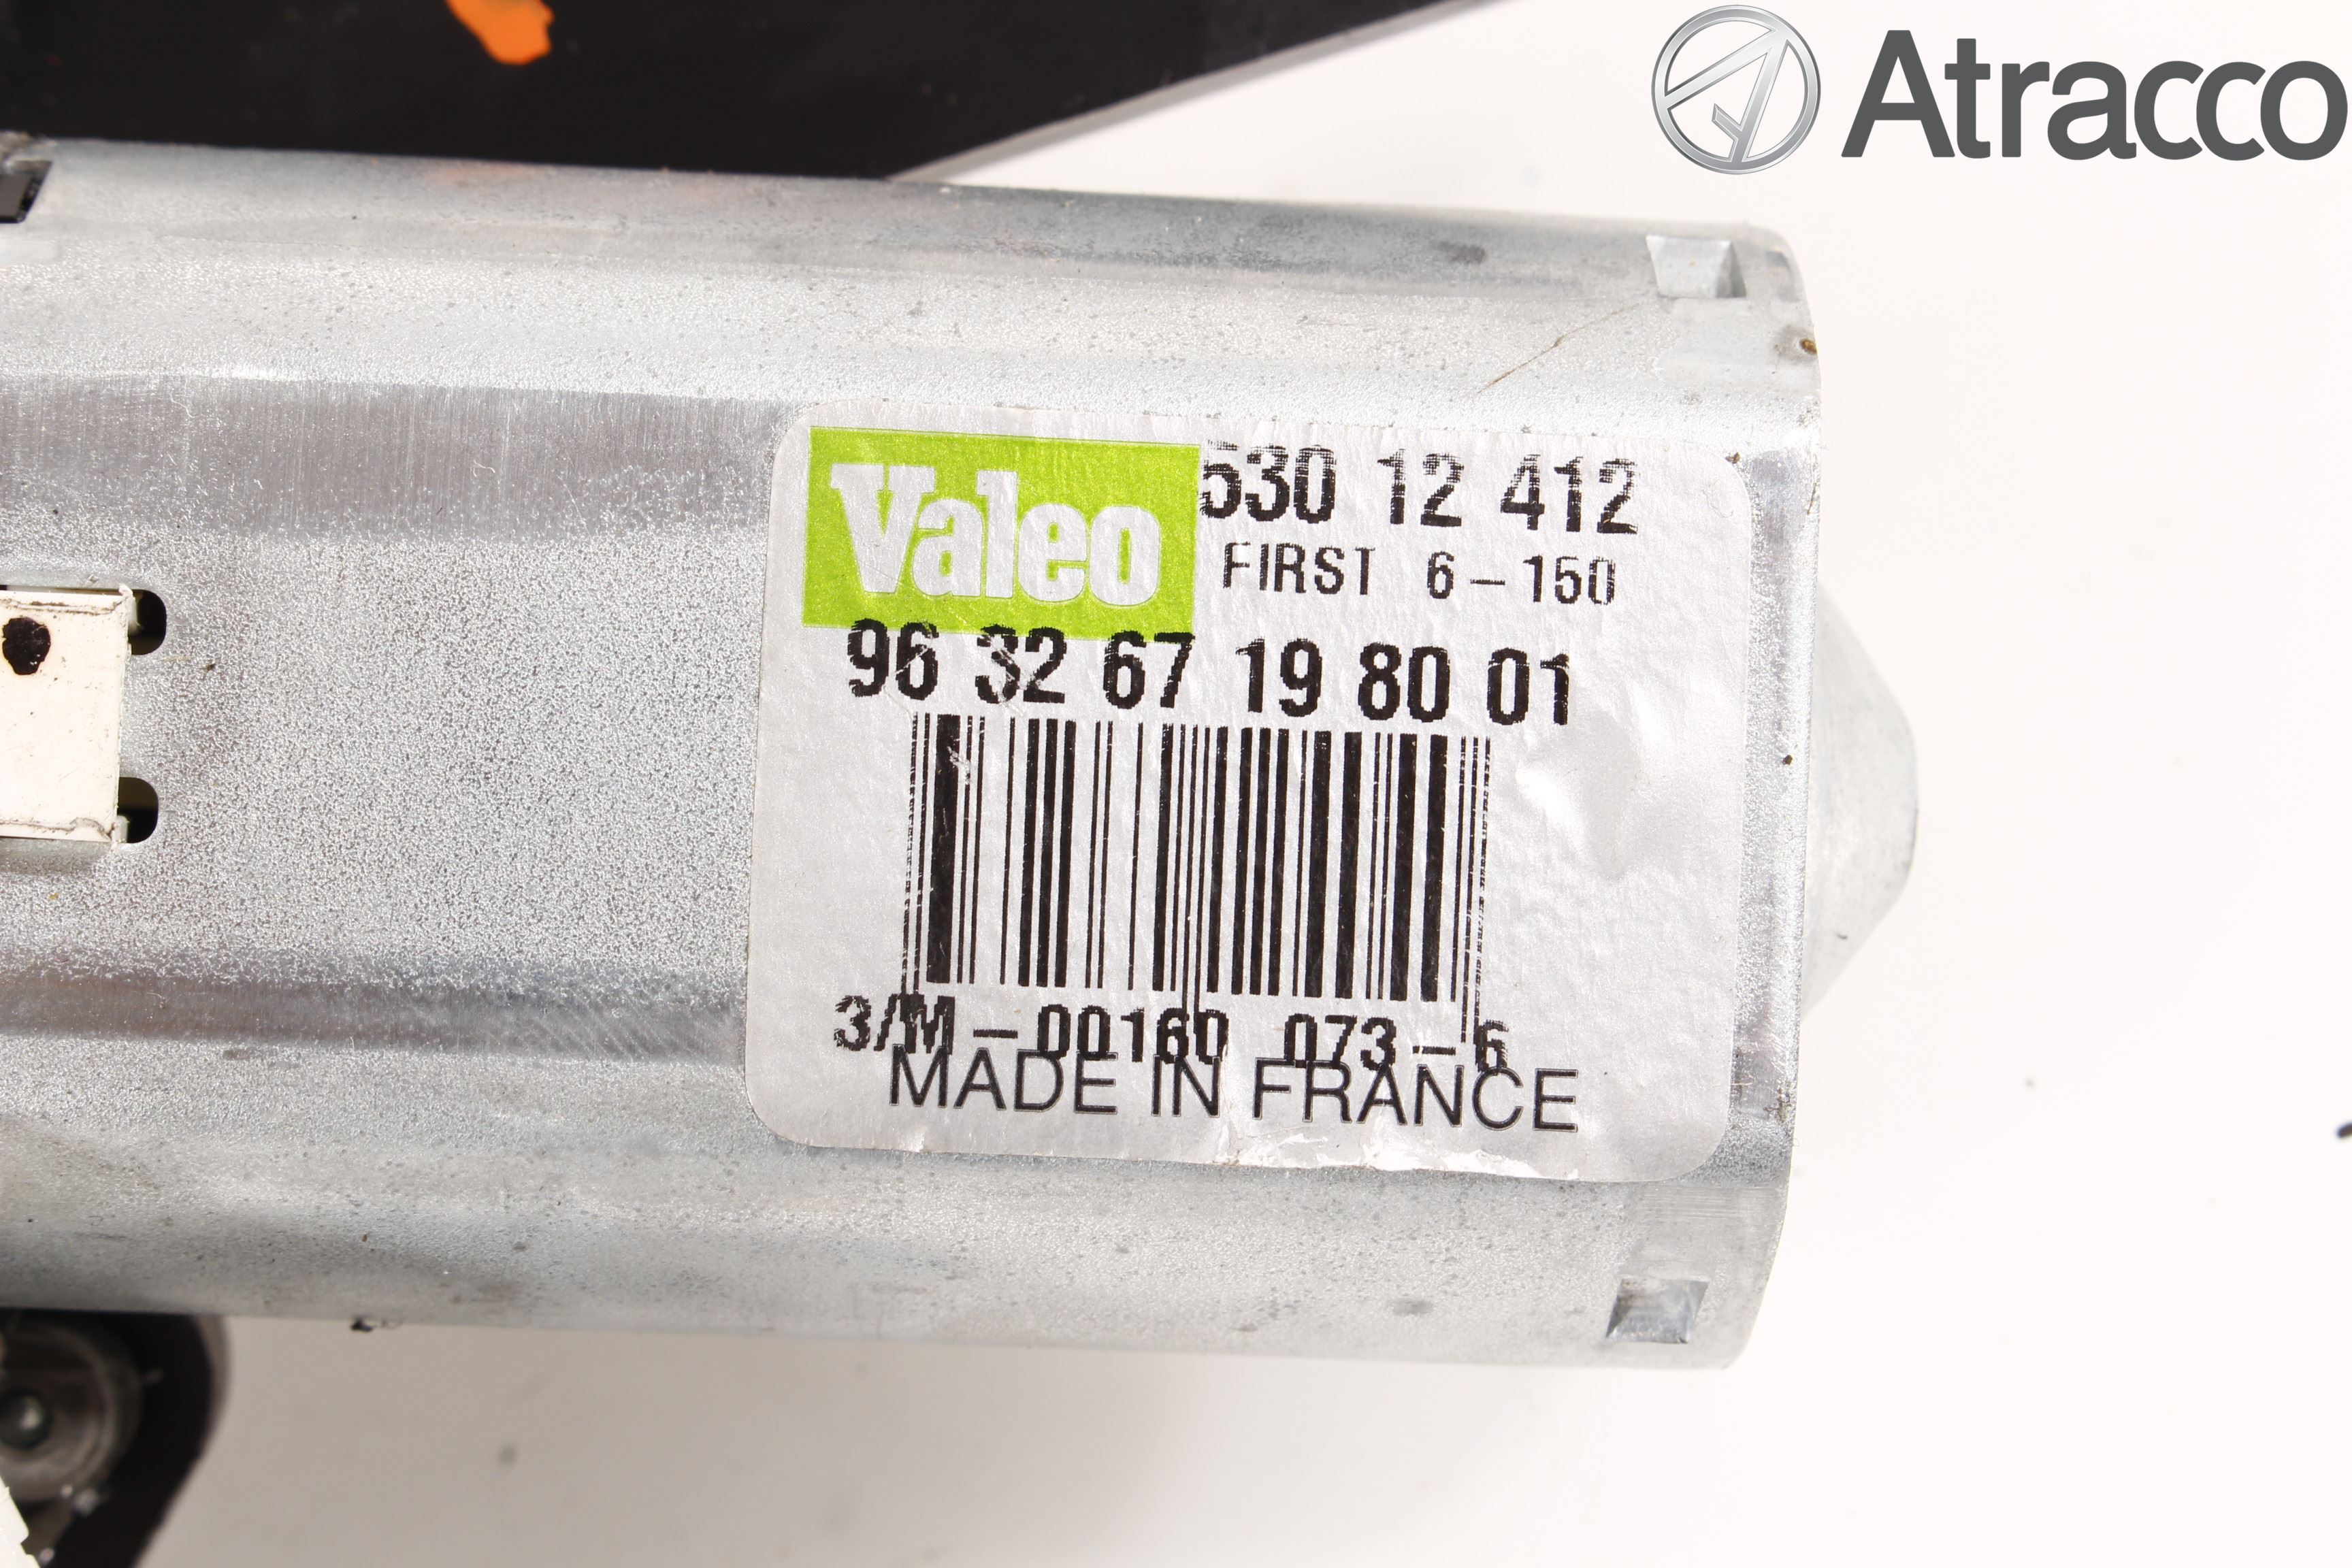 Atracco
Valeo
530 12 412
FIRST 6-150
96 32 67 19 80 01
3/M-00160 073-6
MADE IN FRANCE